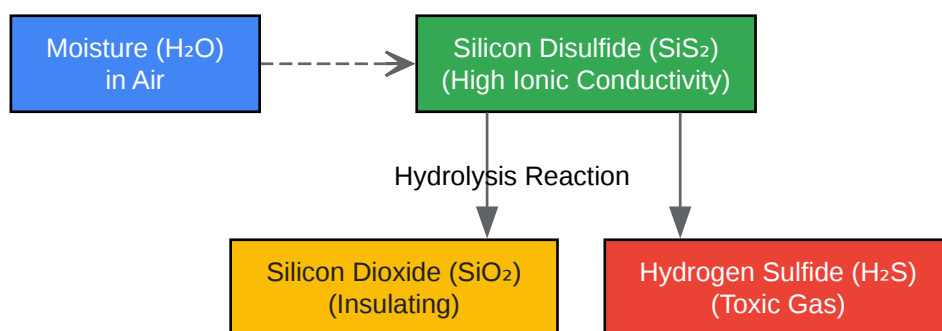 Moisture (H₂O)
in Air
Silicon Disulfide (SiS₂)
(High Ionic Conductivity)
Hydrolysis Reaction
Silicon Dioxide (SiO₂)
(Insulating)
Hydrogen Sulfide (H₂S)
(Toxic Gas)